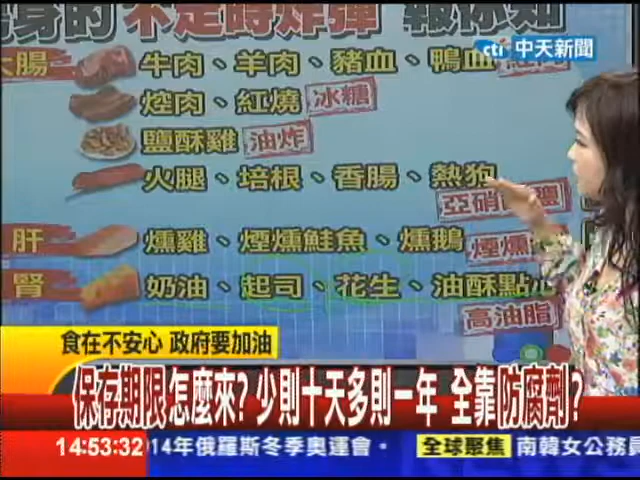 身的 不定時炸彈 報你知
cti 中天新聞
大腸 牛肉、羊肉、豬血、鴨血
焢肉、紅燒 冰糖
鹽酥雞 油炸
火腿、培根、香腸、熱狗
亞硝 鹽
肝 燻雞、煙燻鮭魚、燻鵝 煙燻
腎 奶油、起司、花生、油酥點心
高油脂
食在不安心 政府要加油
保存期限怎麼來?少則十天多則一年 全靠防腐劑?
14:53:32 14年俄羅斯冬季奧運會。 全球聚焦 南韓女公務員